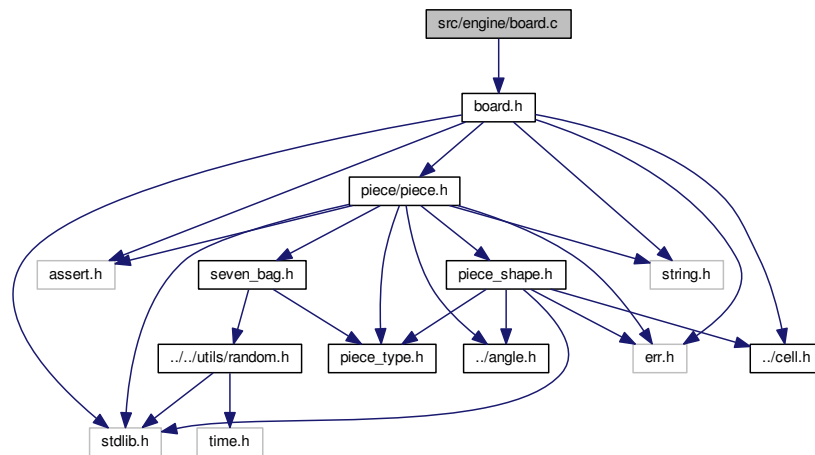 src/engine/board.c
board.h
piece/piece.h
assert.h
seven_bag.h
piece_shape.h
string.h
../../utils/random.h
piece_type.h
../angle.h
err.h
../cell.h
stdlib.h
time.h